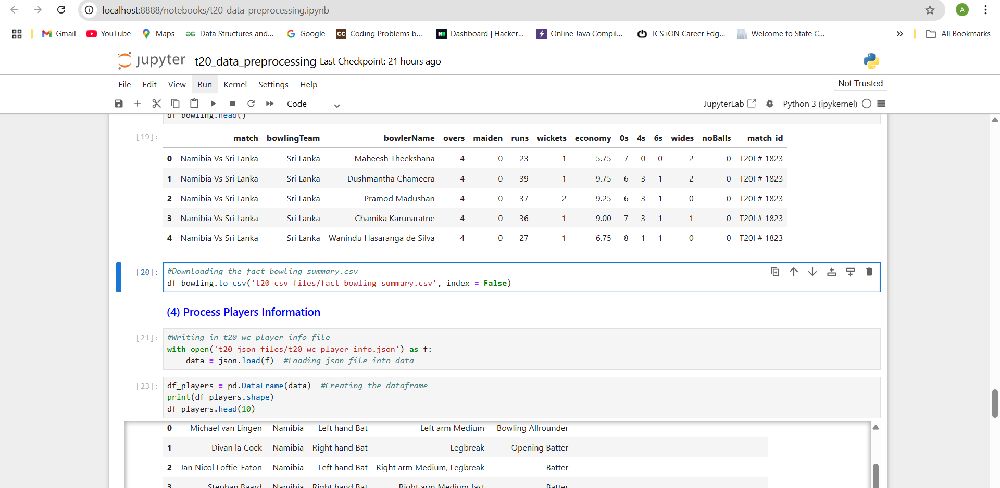 localhost:8888/notebooks/t20_data_preprocessing.ipynb A
Gmail YouTube Maps Data Structures and... Google CC Coding Problems b... H Dashboard | Hacker... Online Java Compil... TCS iON Career Edg... Welcome to State C... » All Bookmarks
jupyter t20_data_preprocessing Last Checkpoint: 21 hours ago
File Edit View Run Kernel Settings Help Not Trusted
Code JupyterLab Python 3 (ipykernel)
df_bowling.head()
[19]: match bowlingTeam bowlerName overs maiden runs wickets economy 0s 4s 6s wides noBalls match_id
0 Namibia Vs Sri Lanka Sri Lanka Maheesh Theekshana 4 0 23 1 5.75 7 0 0 2 0 T20I # 1823
1 Namibia Vs Sri Lanka Sri Lanka Dushmantha Chameera 4 0 39 1 9.75 6 3 1 2 0 T20I # 1823
2 Namibia Vs Sri Lanka Sri Lanka Pramod Madushan 4 0 37 2 9.25 6 3 1 0 0 T20I # 1823
3 Namibia Vs Sri Lanka Sri Lanka Chamika Karunaratne 4 0 36 1 9.00 7 3 1 1 0 T20I # 1823
4 Namibia Vs Sri Lanka Sri Lanka Wanindu Hasaranga de Silva 4 0 27 1 6.75 8 1 1 0 0 T20I # 1823
[20]: #Downloading the fact_bowling_summary.csv
df_bowling.to_csv('t20_csv_files/fact_bowling_summary.csv', index = False)
(4) Process Players Information
[21]: #Writing in t20_wc_player_info file
with open('t20_json_files/t20_wc_player_info.json') as f:
data = json.load(f) #Loading json file into data
[23]: df_players = pd.DataFrame(data) #Creating the dataframe
print(df_players.shape)
df_players.head(10)
0 Michael van Lingen Namibia Left hand Bat Left arm Medium Bowling Allrounder
1 Divan la Cock Namibia Right hand Bat Legbreak Opening Batter
2 Jan Nicol Loftie-Eaton Namibia Left hand Bat Right arm Medium, Legbreak Batter
3 Stephan Baard Namibia Right hand Bat Right arm Medium fast Batter